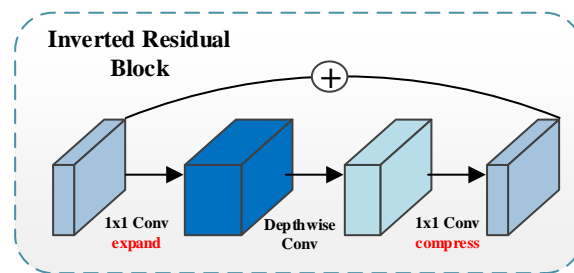 Inverted Residual
Block
+
1x1 Conv
expand
Depthwise
Conv
1x1 Conv
compress